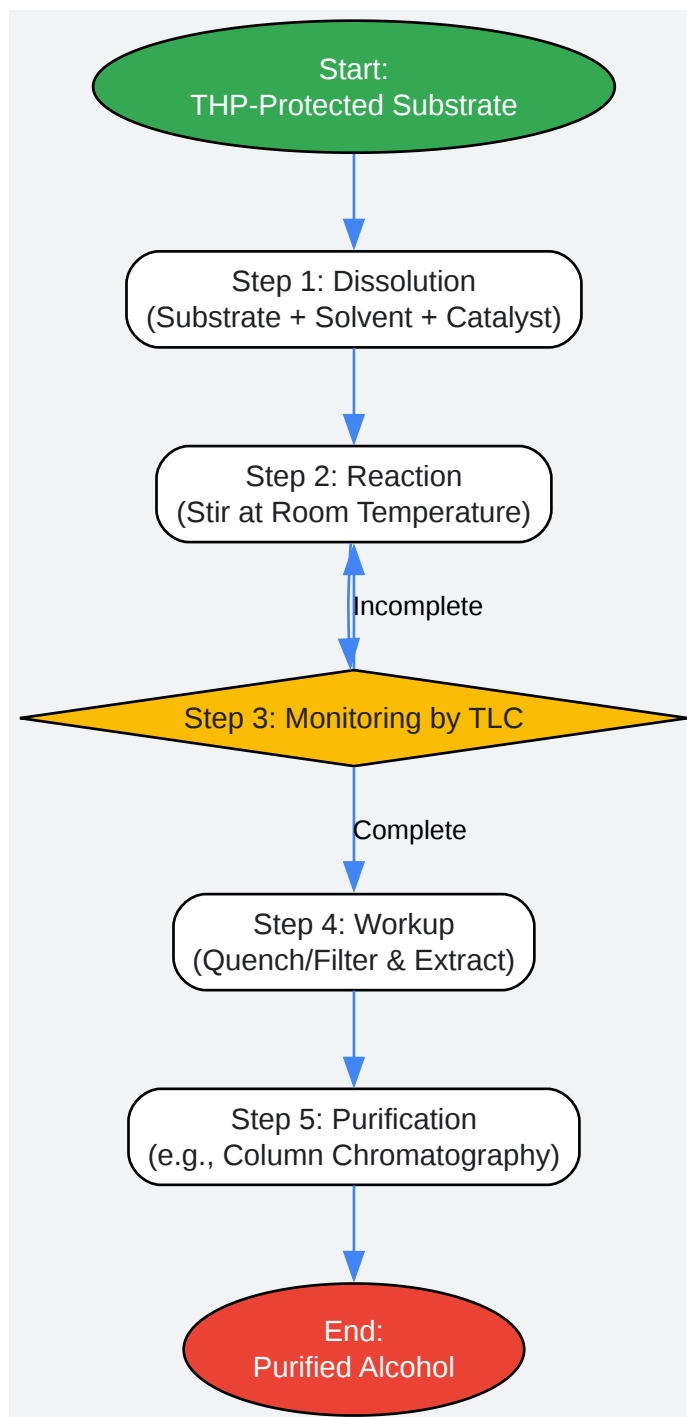 Start:
THP-Protected Substrate
Step 1: Dissolution
(Substrate + Solvent + Catalyst)
Step 2: Reaction
(Stir at Room Temperature)
Incomplete
Step 3: Monitoring by TLC
Complete
Step 4: Workup
(Quench/Filter & Extract)
Step 5: Purification
(e.g., Column Chromatography)
End:
Purified Alcohol